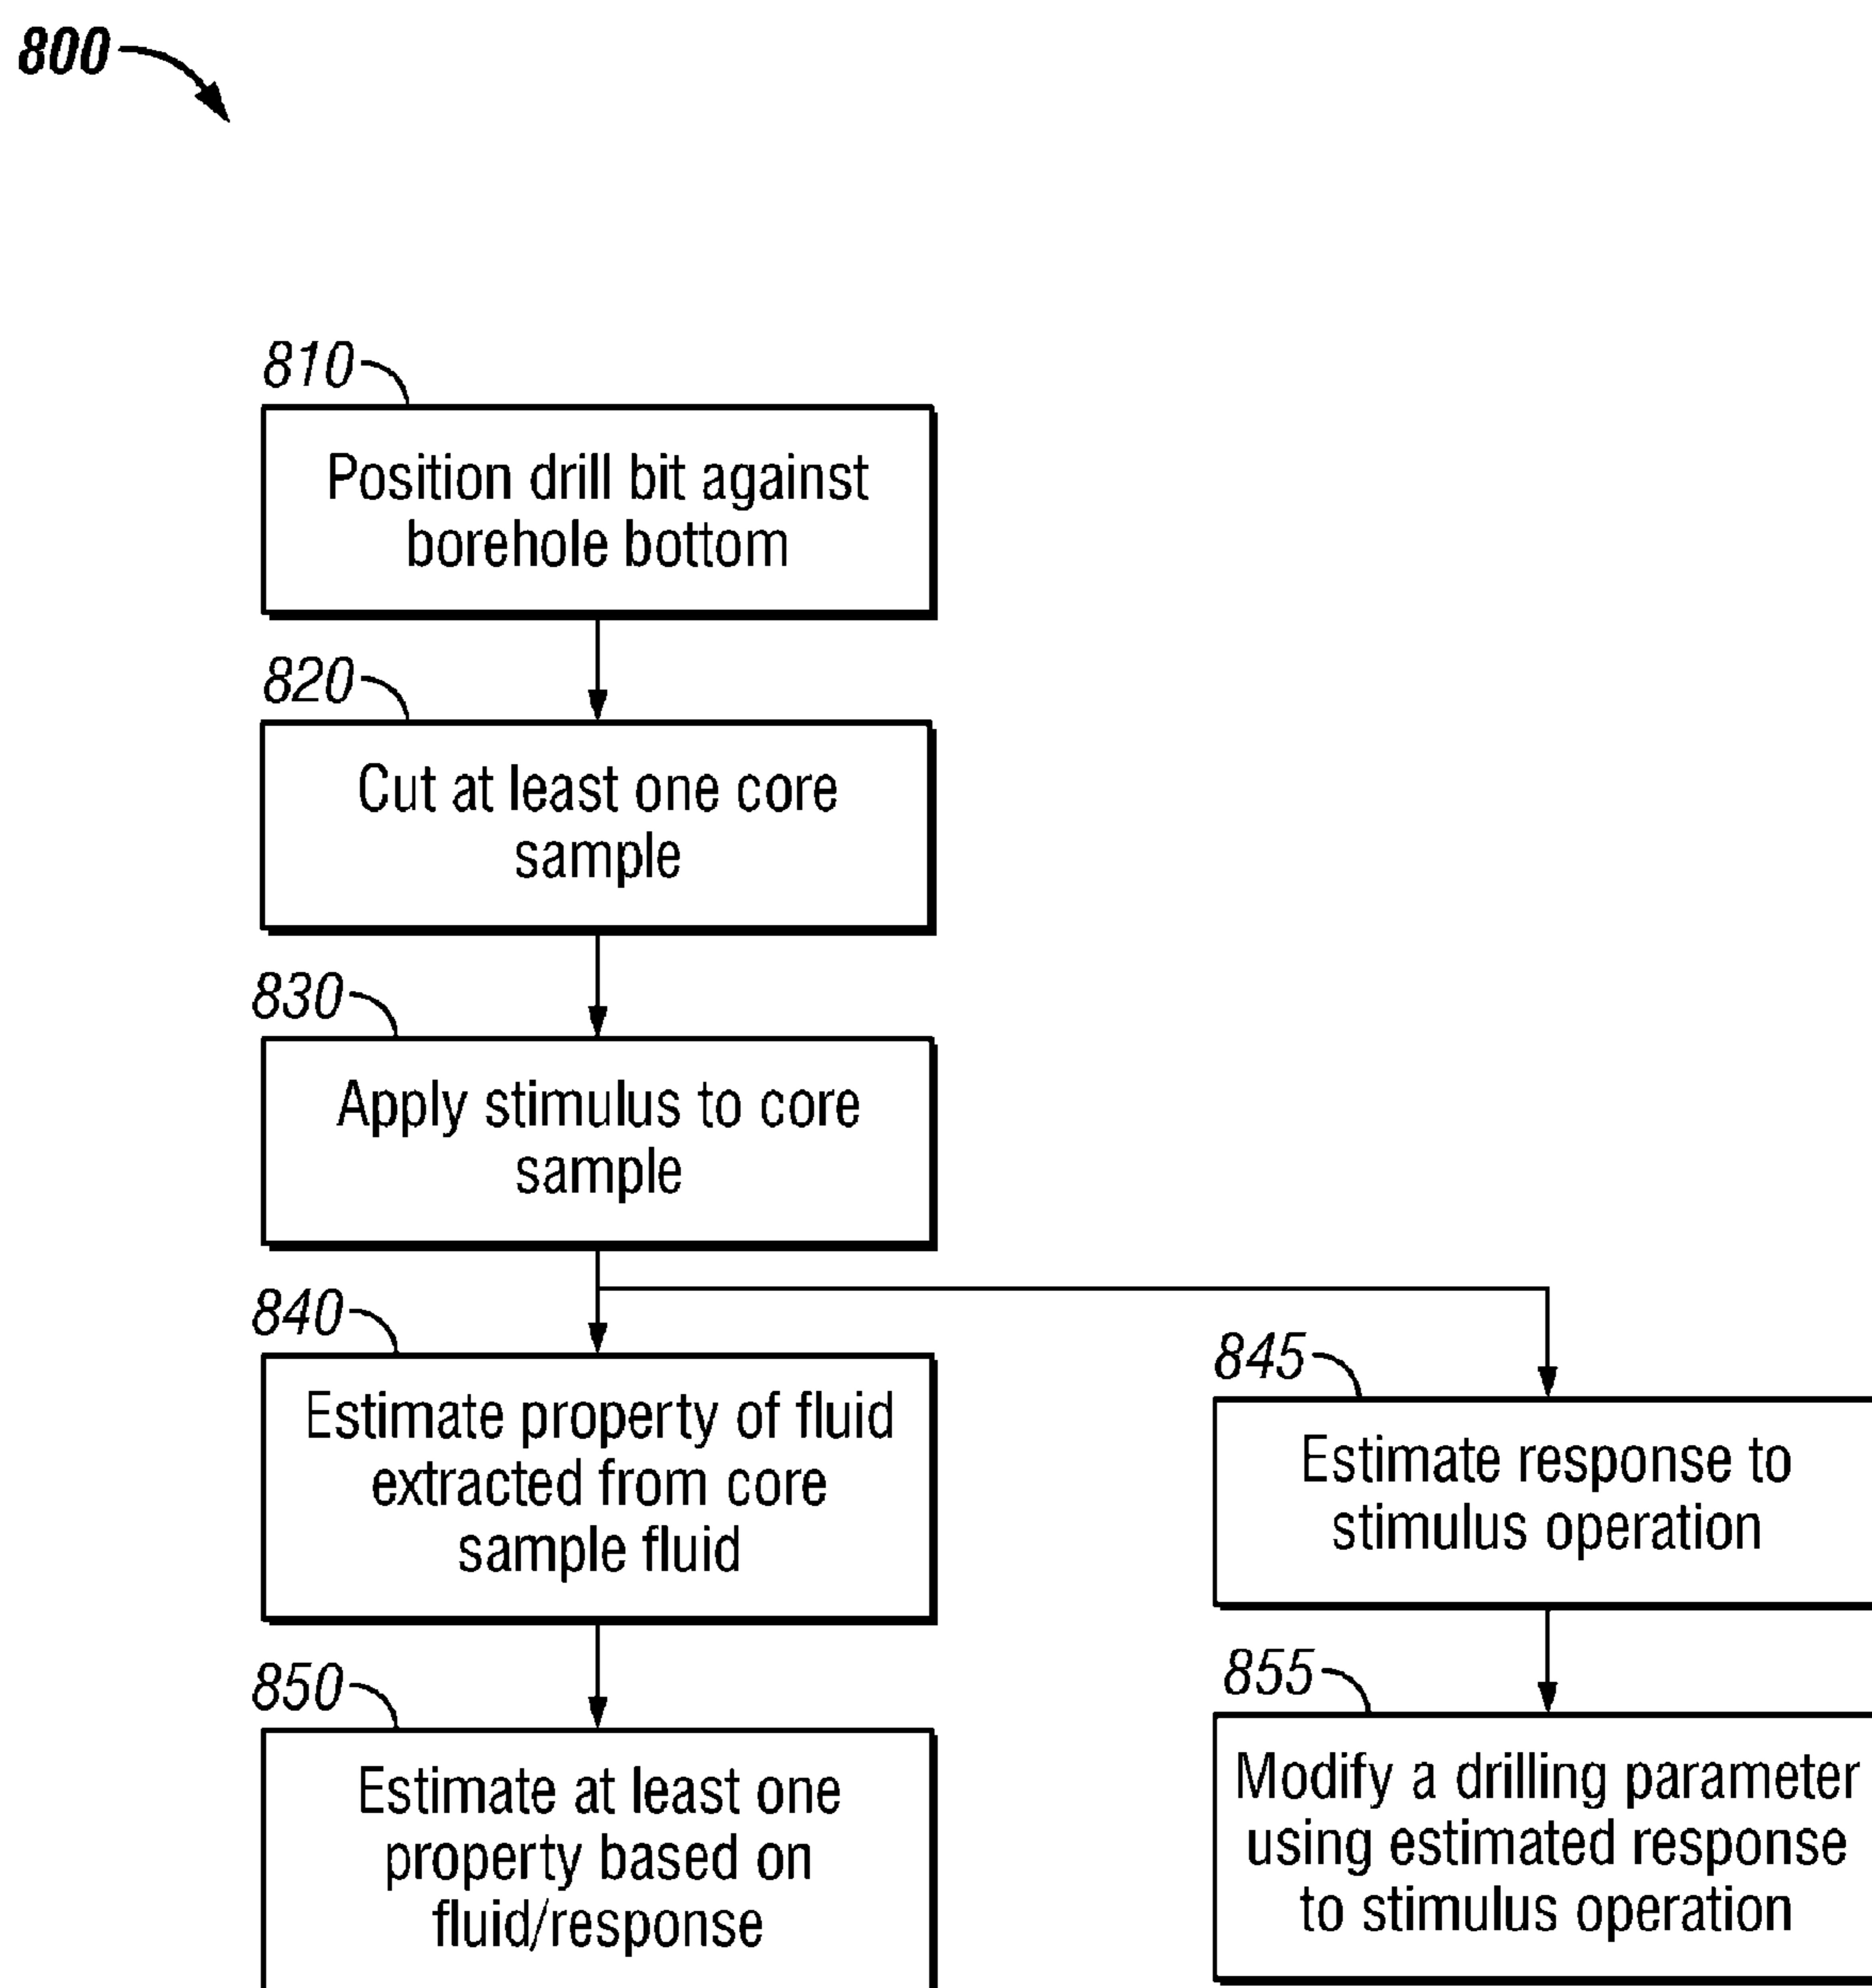 800
810
Position drill bit against
borehole bottom
820
Cut at least one core
sample
830
Apply stimulus to core
sample
840
Estimate property of fluid
extracted from core
sample fluid
845
Estimate response to
stimulus operation
850
Estimate at least one
property based on
fluid/response
855
Modify a drilling parameter
using estimated response
to stimulus operation